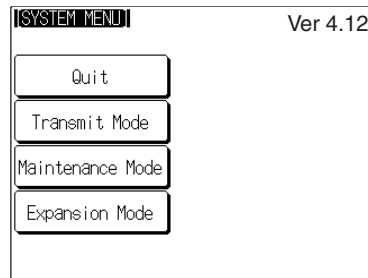 SYSTEM MENU
Ver 4.12
Quit
Transmit Mode
Maintenance Mode
Expansion Mode